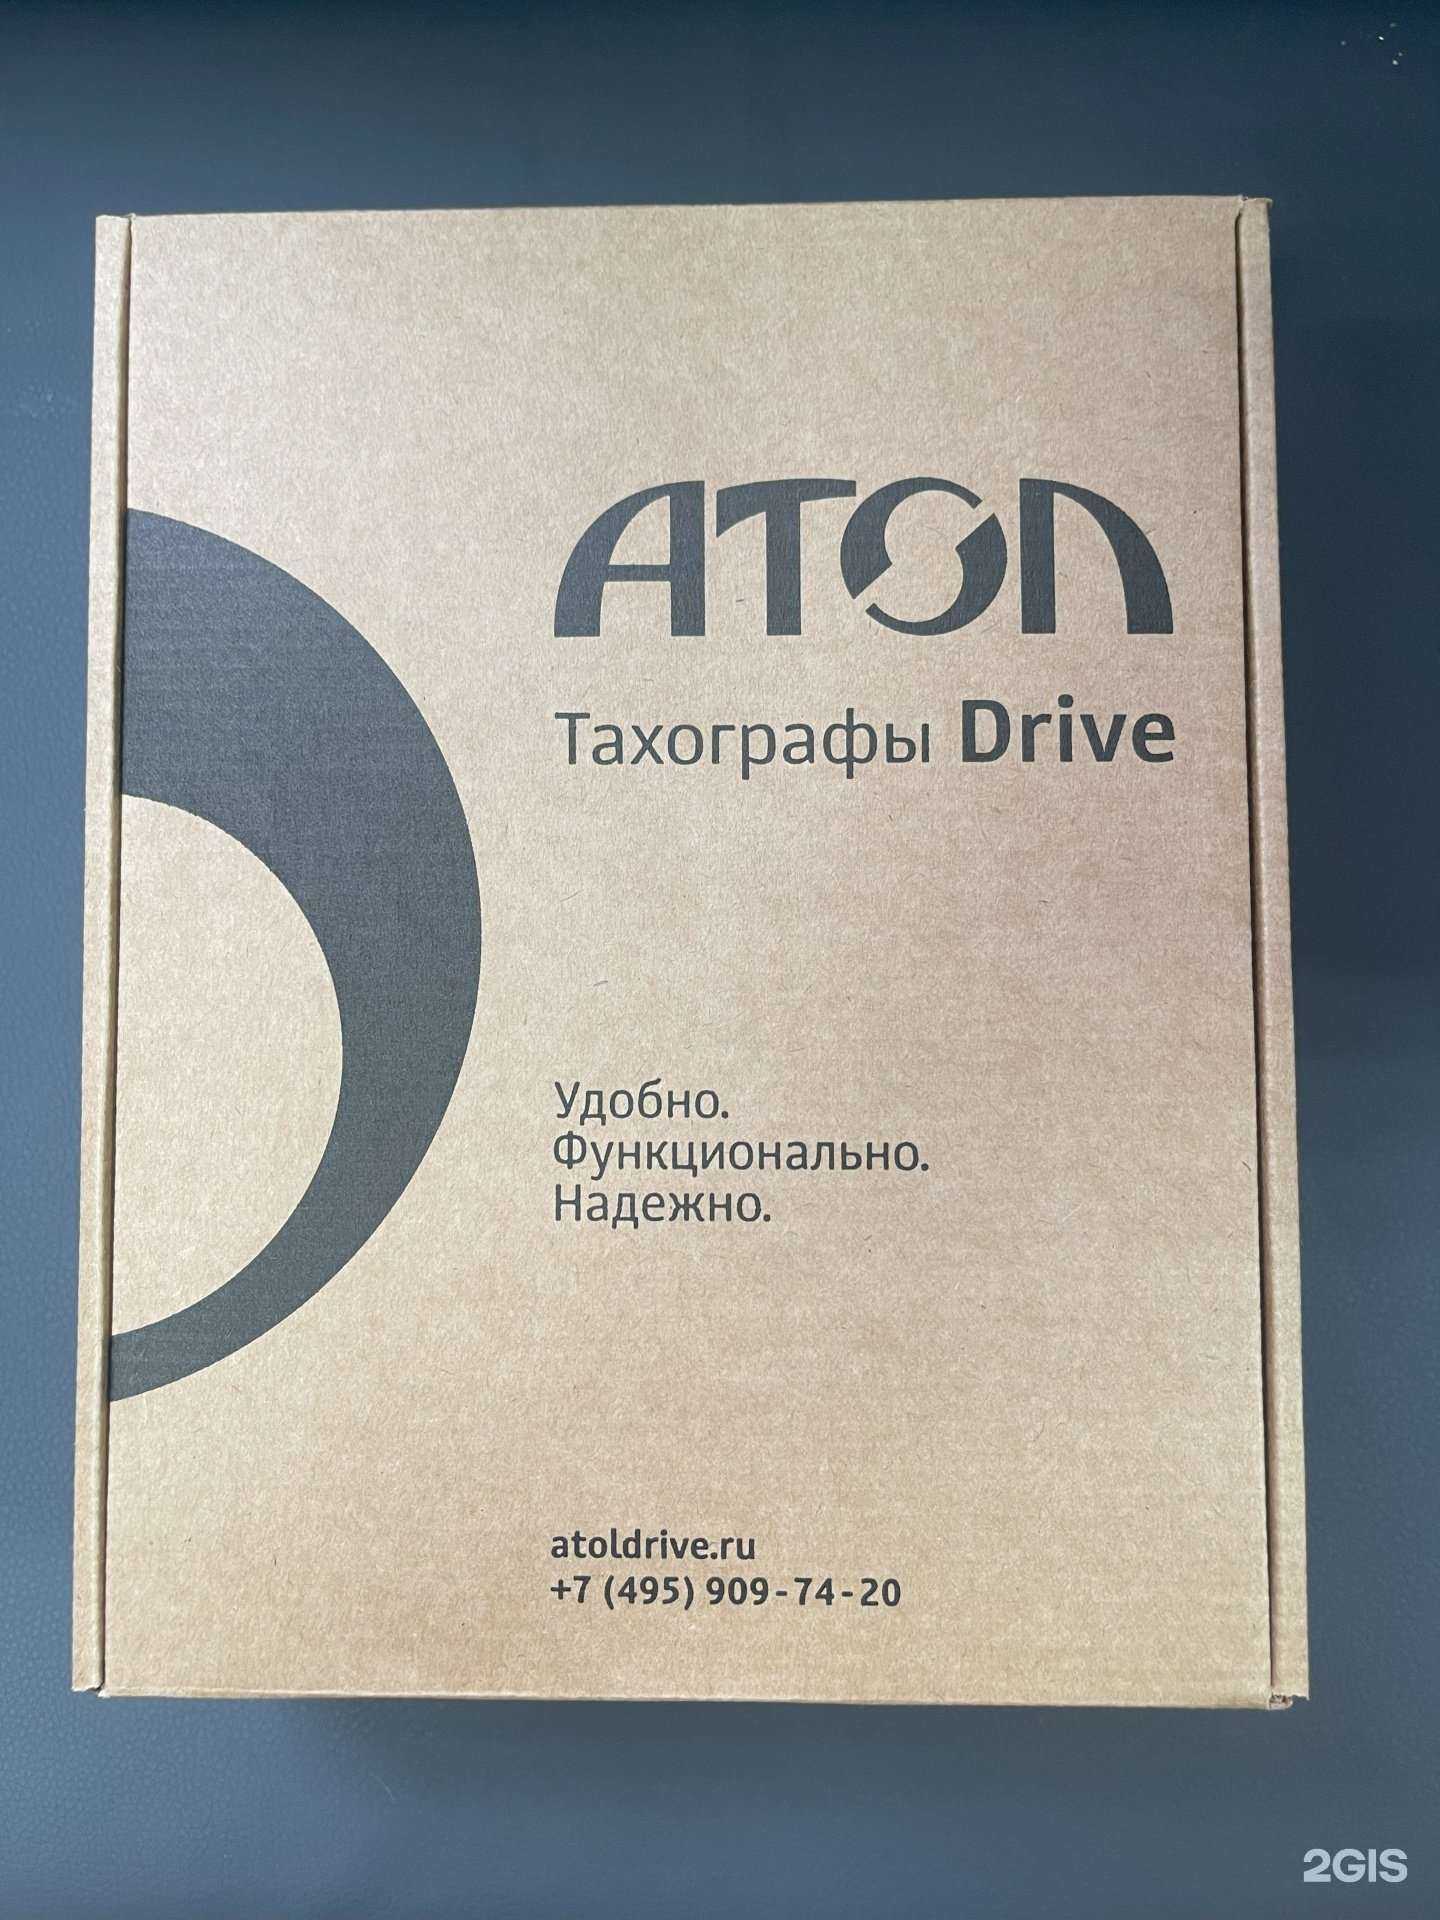 АТОЛ
Тахографы Drive
Удобно.
Функционально.
Надежно.
atoldrive.ru
+7 (495) 909-74-20
2GIS